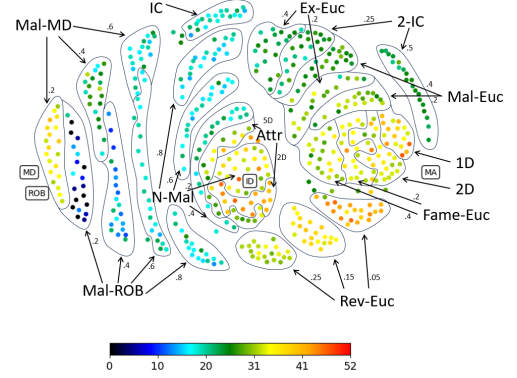 IC
Ex-Euc
Mal-MD
.6
.4
.2
.25
2-IC
.4
.5
.2
.4
Mal-Euc
.2
5D
Attr
2D
.8
1D
MD
ROB
ID
MA
.6
.2
2D
N-Mal
.2
.4
.4
Fame-Euc
.2
.4
.6
.8
.25
.15
.05
Mal-ROB
Rev-Euc
0
10
20
31
41
52